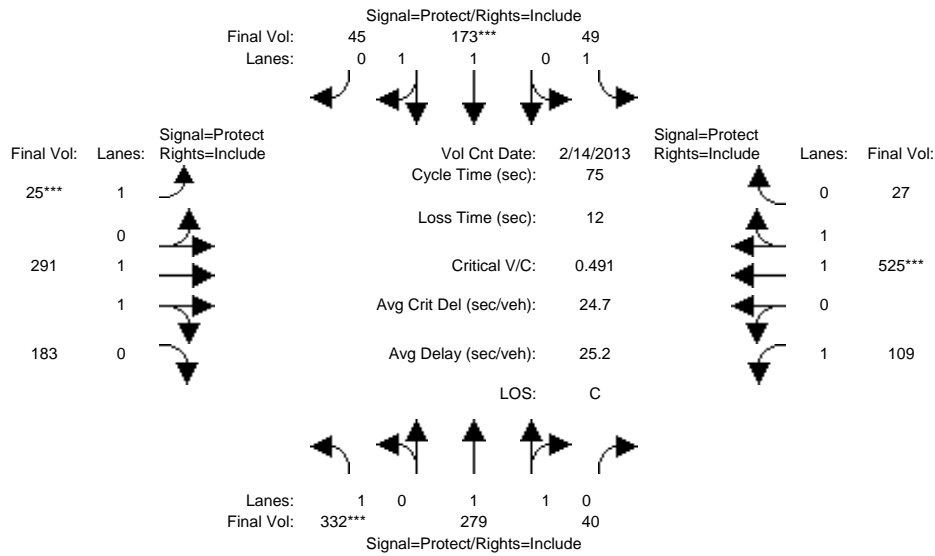 Signal=Protect/Rights=Include
Final Vol: 45 173*** 49
Lanes: 0 1 1 0 1
Signal=Protect
Final Vol: Lanes: Rights=Include
Vol Cnt Date: 2/14/2013
Signal=Protect
Rights=Include Lanes: Final Vol:
Cycle Time (sec): 75
25*** 1
0 27
Loss Time (sec): 12
0
1
291 1
Critical V/C: 0.491
1 525***
1
Avg Crit Del (sec/veh): 24.7
0
183 0
Avg Delay (sec/veh): 25.2
1 109
LOS: C
Lanes: 1 0 1 1 0
Final Vol: 332*** 279 40
Signal=Protect/Rights=Include